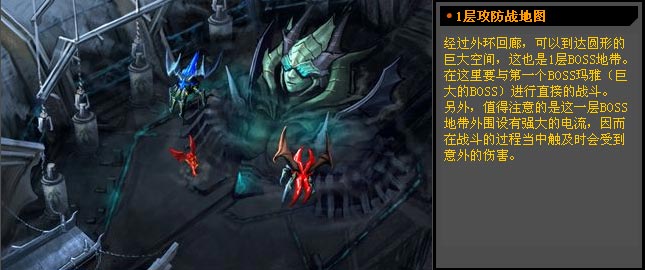 1层攻防战地图
经过外环回廊，可以到达圆形的
巨大空间，这也是1层BOSS地带。
在这里要与第一个BOSS玛雅（巨
大的BOSS）进行直接的战斗。
另外，值得注意的是这一层BOSS
地带外围设有强大的电流，因而
在战斗的过程当中触及时会受到
意外的伤害。